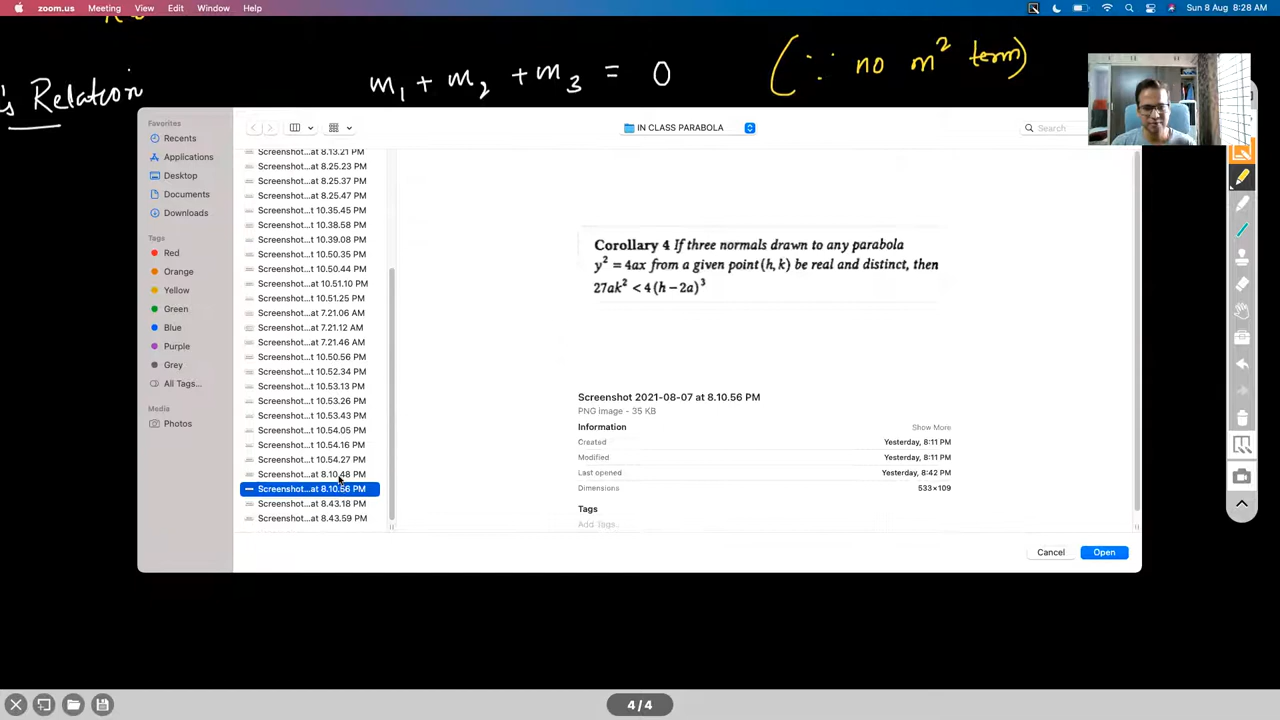 zoom.us Meeting View Edit Window Help
Sun 8 Aug 8:28 AM
's Relation
m₁ + m₂ + m₃ = 0
(∵ no m² term)
IN CLASS PARABOLA
Search
Favorites
Recents
Applications
Desktop
Documents
Downloads
Tags
Red
Orange
Yellow
Green
Blue
Purple
Grey
All Tags...
Media
Photos
Screenshot...at 8.13.21 PM
Screenshot...at 8.25.23 PM
Screenshot...at 8.25.37 PM
Screenshot...at 8.25.47 PM
Screenshot...t 10.35.45 PM
Screenshot...t 10.38.58 PM
Screenshot...t 10.39.08 PM
Screenshot...t 10.50.35 PM
Screenshot...t 10.50.44 PM
Screenshot...t 10.51.10 PM
Screenshot...t 10.51.25 PM
Screenshot...at 7.21.06 AM
Screenshot...at 7.21.12 AM
Screenshot...at 7.21.46 AM
Screenshot...t 10.50.56 PM
Screenshot...t 10.52.34 PM
Screenshot...t 10.53.13 PM
Screenshot...t 10.53.26 PM
Screenshot...t 10.53.43 PM
Screenshot...t 10.54.05 PM
Screenshot...t 10.54.16 PM
Screenshot...t 10.54.27 PM
Screenshot...at 8.10.48 PM
Screenshot...at 8.10.56 PM
Screenshot...at 8.43.18 PM
Screenshot...at 8.43.59 PM
Corollary 4 If three normals drawn to any parabola
y² = 4ax from a given point (h, k) be real and distinct, then
27ak² < 4(h − 2a)³
Screenshot 2021-08-07 at 8.10.56 PM
PNG image - 35 KB
Information Show More
Created Yesterday, 8:11 PM
Modified Yesterday, 8:11 PM
Last opened Yesterday, 8:42 PM
Dimensions 533×109
Tags
Add Tags...
Cancel Open
4 / 4